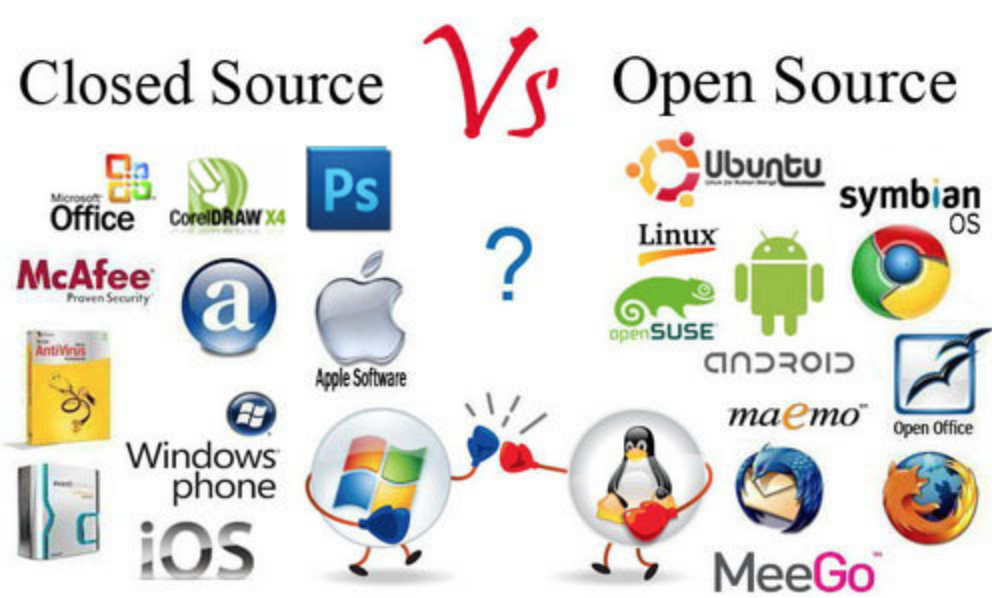 Closed Source
Vs
Open Source
Microsoft
Office
CorelDRAW X4
Ps
Ubuntu
symbian
OS
McAfee
Proven Security
a
Apple Software
?
Linux
openSUSE
ANDROID
AntiVirus
Windows
phone
iOS
maemo
Open Office
MeeGo